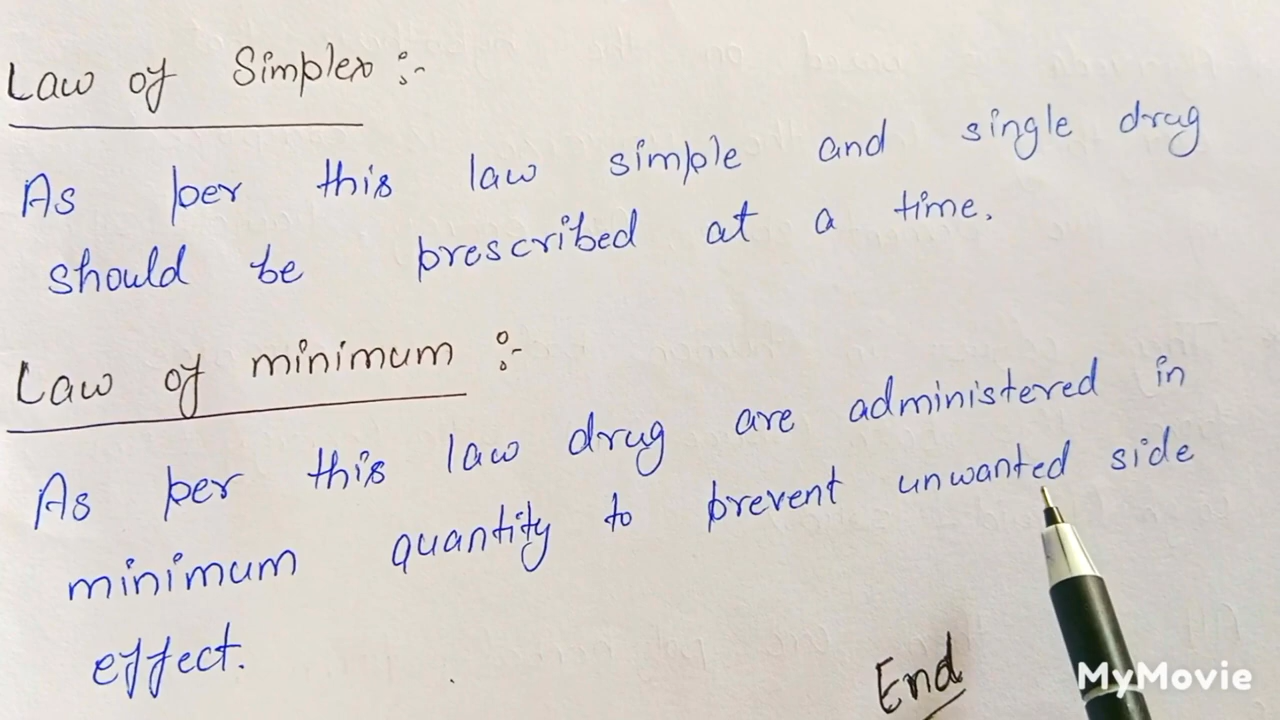 Law of Simplex :-
As per this law simple and single drug
should be prescribed at a time.
Law of minimum :-
As per this law drug are administered in
minimum quantity to prevent unwanted side
effect.
End
MyMovie